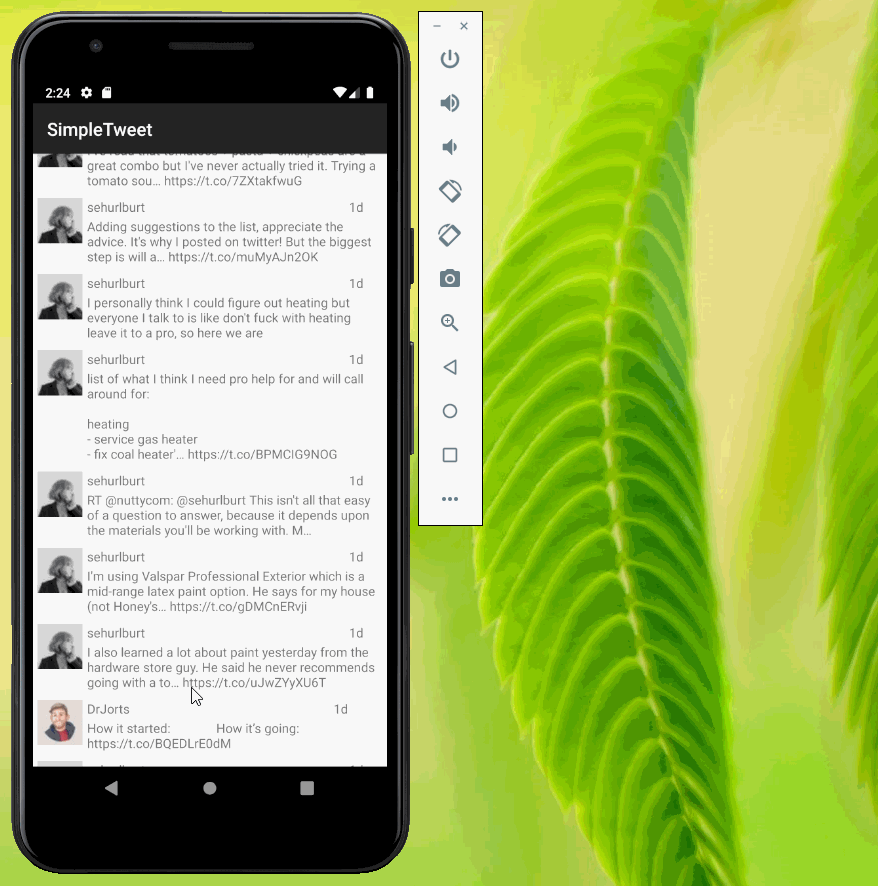 2:24
SimpleTweet
great combo but I've never actually tried it. Trying a
tomato sou… https://t.co/7ZXtakfwuG
sehurlburt 1d
Adding suggestions to the list, appreciate the
advice. It's why I posted on twitter! But the biggest
step is will a… https://t.co/muMyAJn2OK
sehurlburt 1d
I personally think I could figure out heating but
everyone I talk to is like don't fuck with heating
leave it to a pro, so here we are
sehurlburt 1d
list of what I think I need pro help for and will call
around for:
heating
- service gas heater
- fix coal heater'… https://t.co/BPMCIG9NOG
sehurlburt 1d
RT @nuttycom: @sehurlburt This isn't all that easy
of a question to answer, because it depends upon
the materials you'll be working with. M…
sehurlburt 1d
I'm using Valspar Professional Exterior which is a
mid-range latex paint option. He says for my house
(not Honey's… https://t.co/gDMCnERvji
sehurlburt 1d
I also learned a lot about paint yesterday from the
hardware store guy. He said he never recommends
going with a to… https://t.co/uJwZYyXU6T
DrJorts 1d
How it started: How it's going:
https://t.co/BQEDLrE0dM